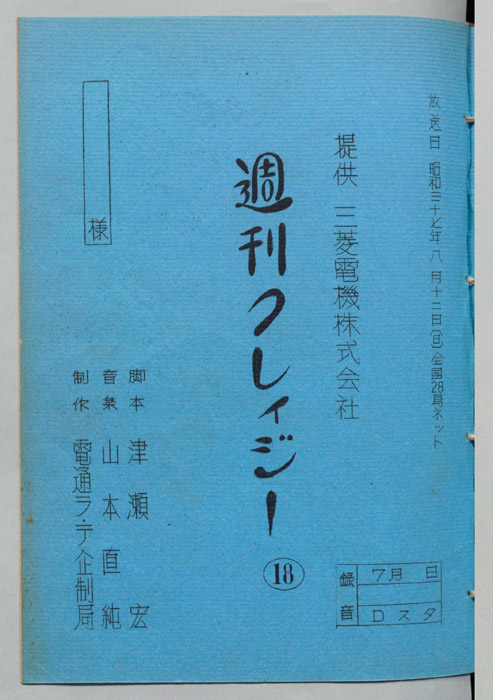 放送日 昭和三十七年八月十二日(日)全国28局ネット
提供 三菱電機株式会社
週刊クレィジー
⑱
脚本 津瀬宏
音楽 山本直純
制作 電通ラ・テ企制局
様
録音
7月 日
Dスタ